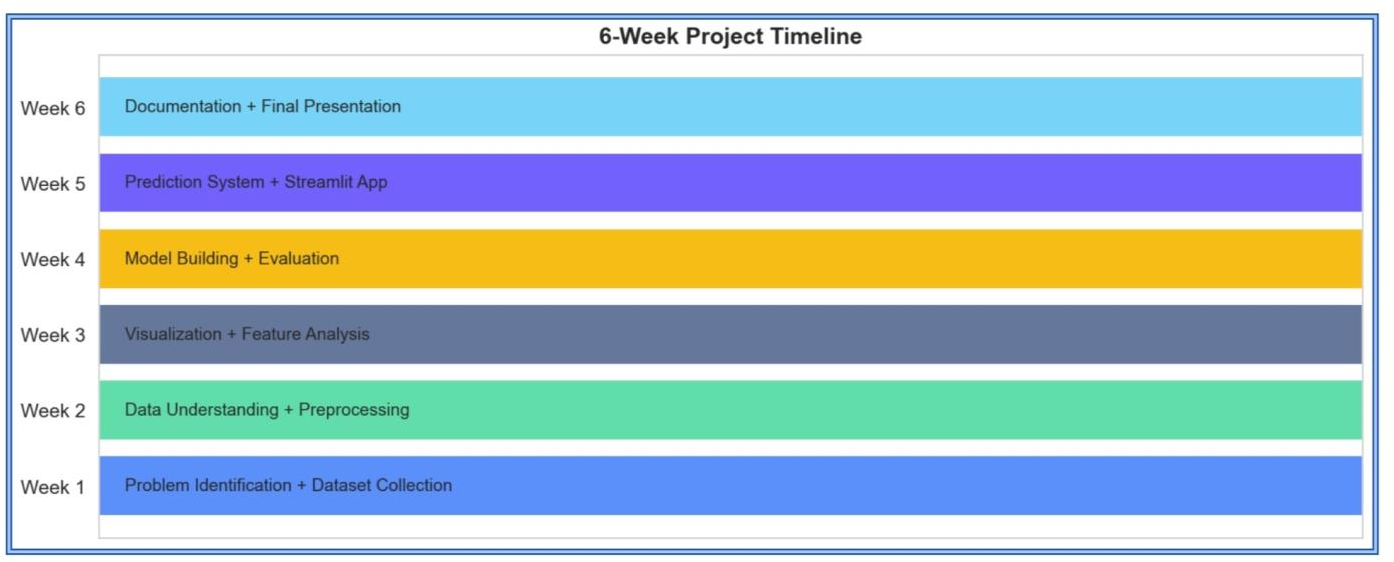 6-Week Project Timeline
Week 6 Documentation + Final Presentation
Week 5 Prediction System + Streamlit App
Week 4 Model Building + Evaluation
Week 3 Visualization + Feature Analysis
Week 2 Data Understanding + Preprocessing
Week 1 Problem Identification + Dataset Collection